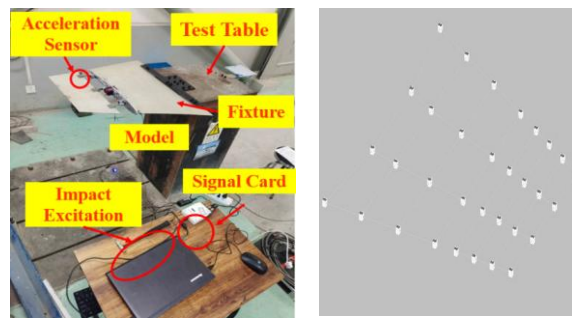 Acceleration
Sensor
Test Table
Fixture
Model
Impact
Excitation
Signal Card